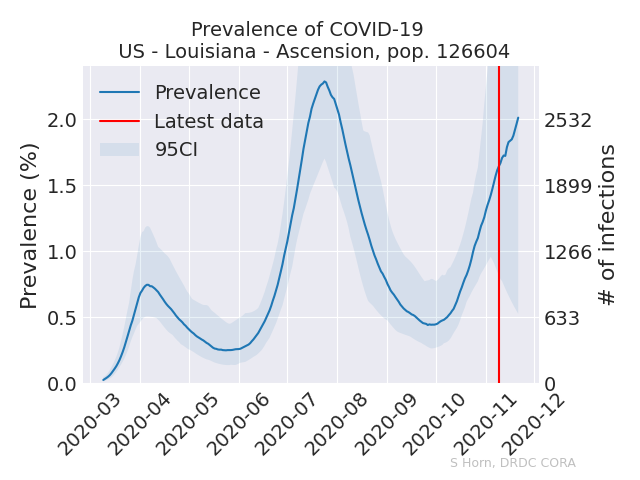 Prevalence of COVID-19
US - Louisiana - Ascension, pop. 126604
Prevalence
Latest data
95CI
Prevalence (%)
2.0
1.5
1.0
0.5
0.0
2532
1899
1266
633
0
# of infections
2020-03
2020-04
2020-05
2020-06
2020-07
2020-08
2020-09
2020-10
2020-11
2020-12
S Horn, DRDC CORA